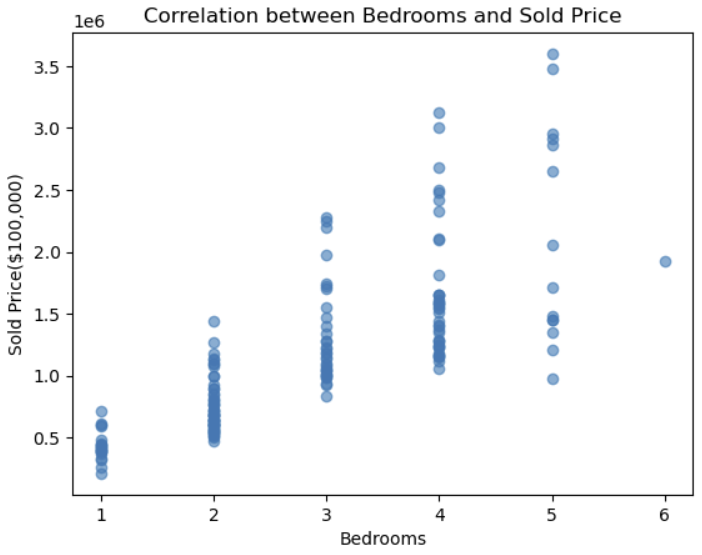 Correlation between Bedrooms and Sold Price
1e6
3.5
3.0
2.5
2.0
1.5
1.0
0.5
Sold Price($100,000)
1 2 3 4 5 6
Bedrooms